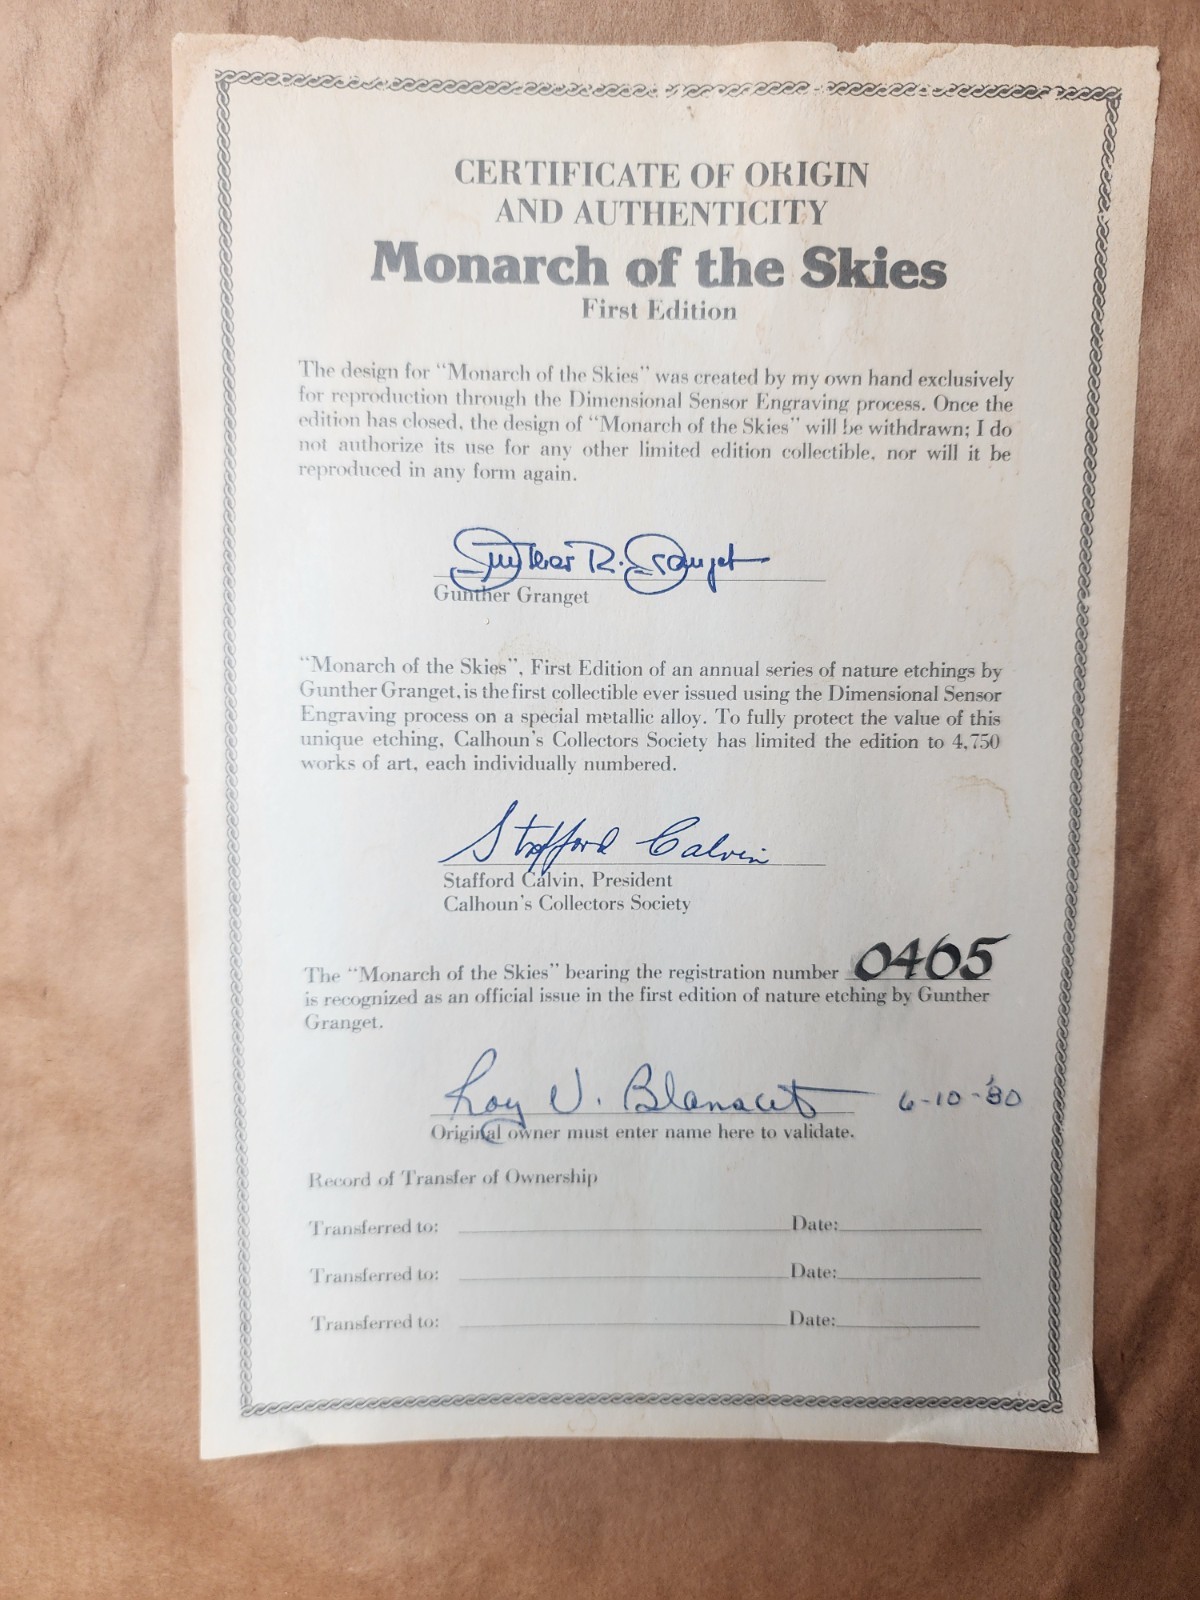 CERTIFICATE OF ORIGIN
AND AUTHENTICITY
Monarch of the Skies
First Edition
The design for "Monarch of the Skies" was created by my own hand exclusively
for reproduction through the Dimensional Sensor Engraving process. Once the
edition has closed, the design of "Monarch of the Skies" will be withdrawn; I do
not authorize its use for any other limited edition collectible, nor will it be
reproduced in any form again.
Gunther R. Granget
Gunther Granget
"Monarch of the Skies", First Edition of an annual series of nature etchings by
Gunther Granget, is the first collectible ever issued using the Dimensional Sensor
Engraving process on a special metallic alloy. To fully protect the value of this
unique etching, Calhoun's Collectors Society has limited the edition to 4,750
works of art, each individually numbered.
Stafford Calvin
Stafford Calvin, President
Calhoun's Collectors Society
The "Monarch of the Skies" bearing the registration number 0465
is recognized as an official issue in the first edition of nature etching by Gunther
Granget.
Roy V. Blanscet 6-10-'80
Original owner must enter name here to validate.
Record of Transfer of Ownership
Transferred to: Date:
Transferred to: Date:
Transferred to: Date: